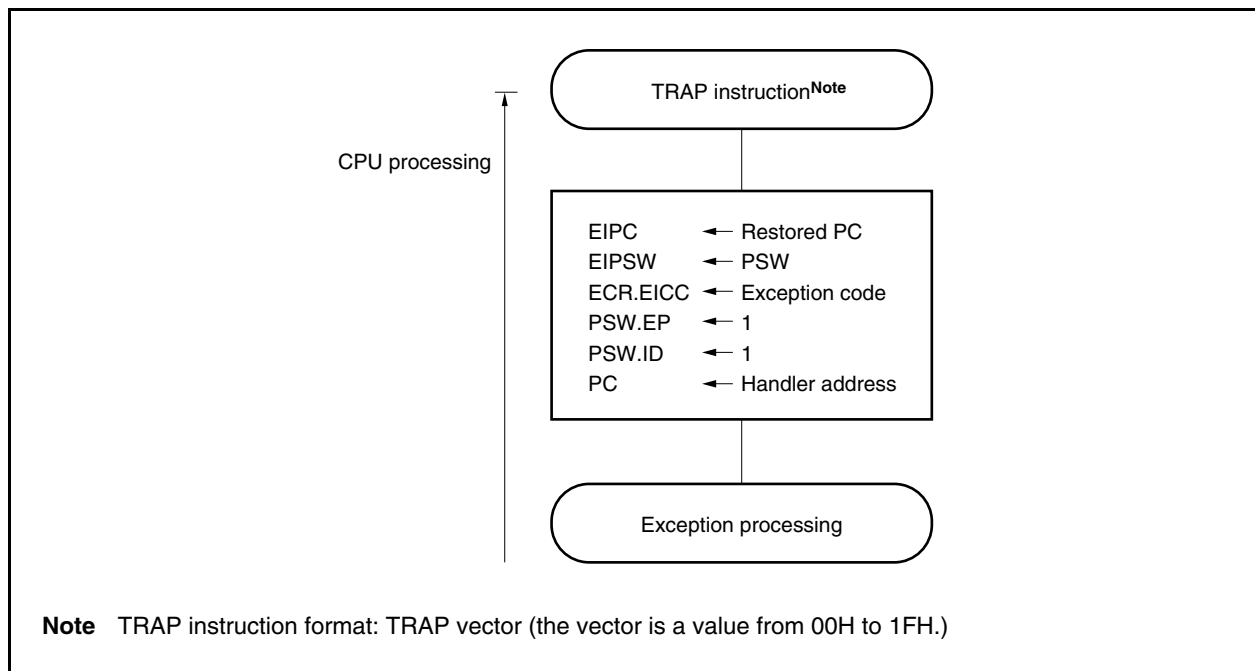 TRAP instructionNote
CPU processing
EIPC ← Restored PC
EIPSW ← PSW
ECR.EICC ← Exception code
PSW.EP ← 1
PSW.ID ← 1
PC ← Handler address
Exception processing
Note TRAP instruction format: TRAP vector (the vector is a value from 00H to 1FH.)